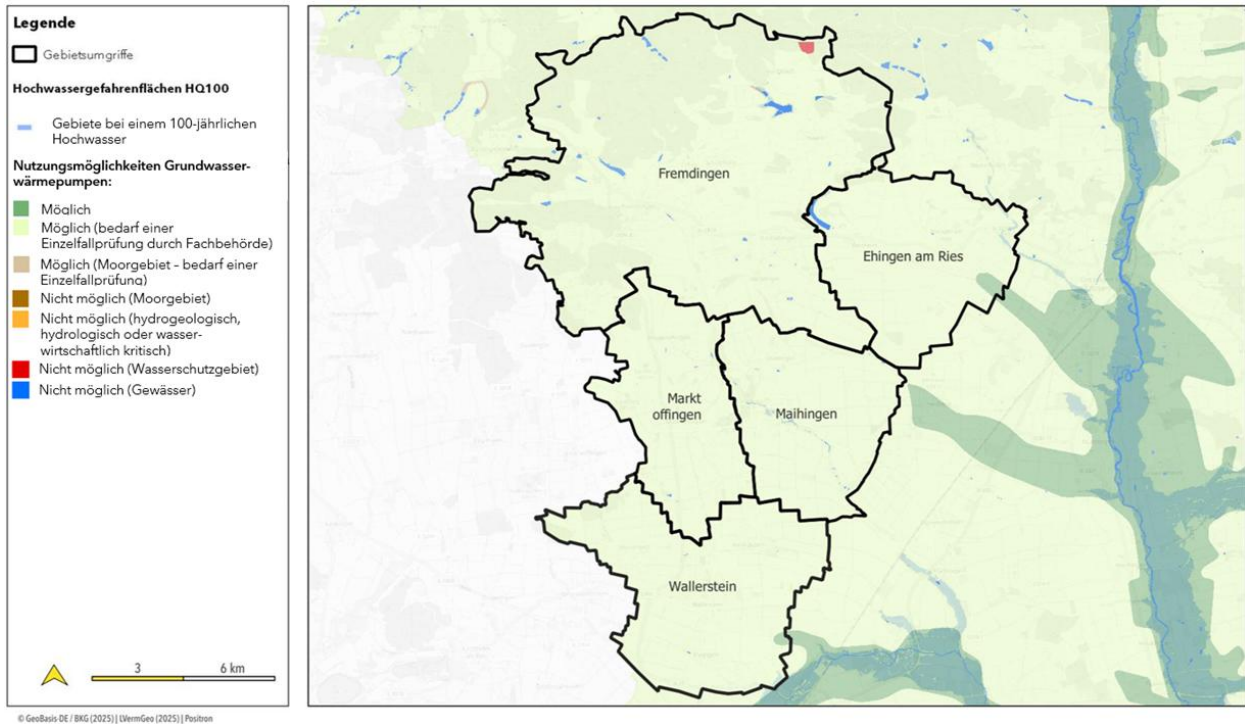 Legende
Gebietsumgriffe
Hochwassergefahrenflächen HQ100
Gebiete bei einem 100-jährlichen
Hochwasser
Nutzungsmöglichkeiten Grundwasser-
wärmepumpen:
Möglich
Möglich (bedarf einer
Einzelfallprüfung durch Fachbehörde)
Möglich (Moorgebiet - bedarf einer
Einzelfallprüfung)
Nicht möglich (Moorgebiet)
Nicht möglich (hydrogeologisch,
hydrologisch oder wasser-
wirtschaftlich kritisch)
Nicht möglich (Wasserschutzgebiet)
Nicht möglich (Gewässer)
3 6 km
© GeoBasis-DE / BKG (2025) | LVermGeo (2025) | Positron
Fremdingen
Ehingen am Ries
Markt
offingen
Maihingen
Wallerstein